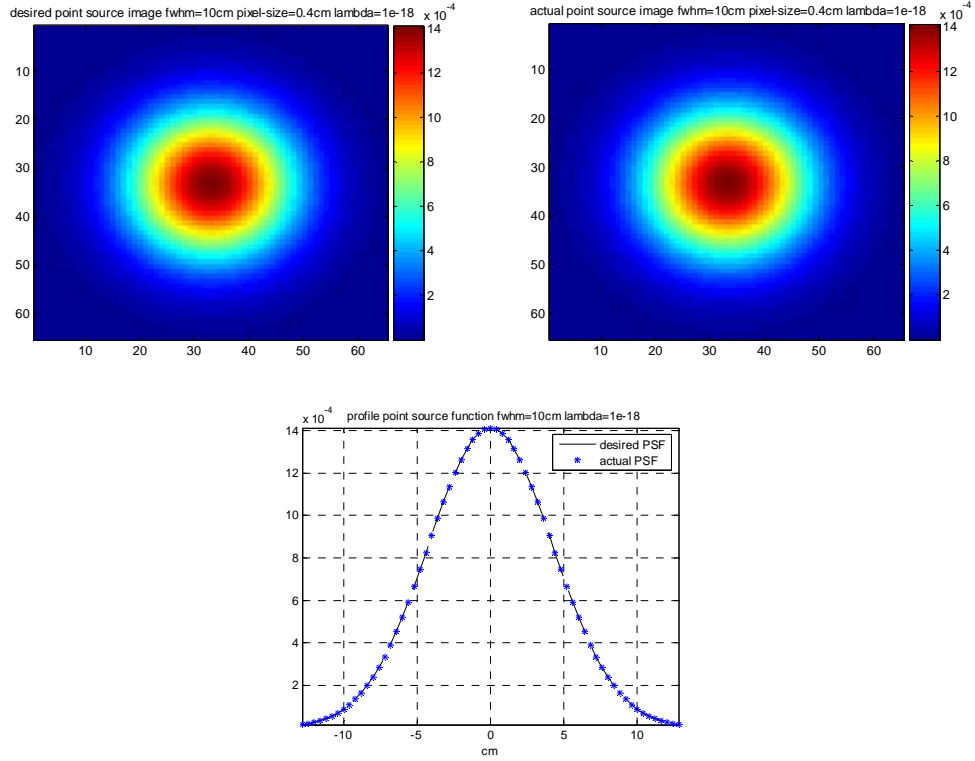 desired point source image fwhm=10cm pixel-size=0.4cm lambda=1e-18
x 10^-4
10
20
30
40
50
60
10 20 30 40 50 60
14
12
10
8
6
4
2
actual point source image fwhm=10cm pixel-size=0.4cm lambda=1e-18
x 10^-4
10
20
30
40
50
60
10 20 30 40 50 60
14
12
10
8
6
4
2
x 10^-4
profile point source function fwhm=10cm lambda=1e-18
14
12
10
8
6
4
2
desired PSF
actual PSF
-10 -5 0 5 10
cm